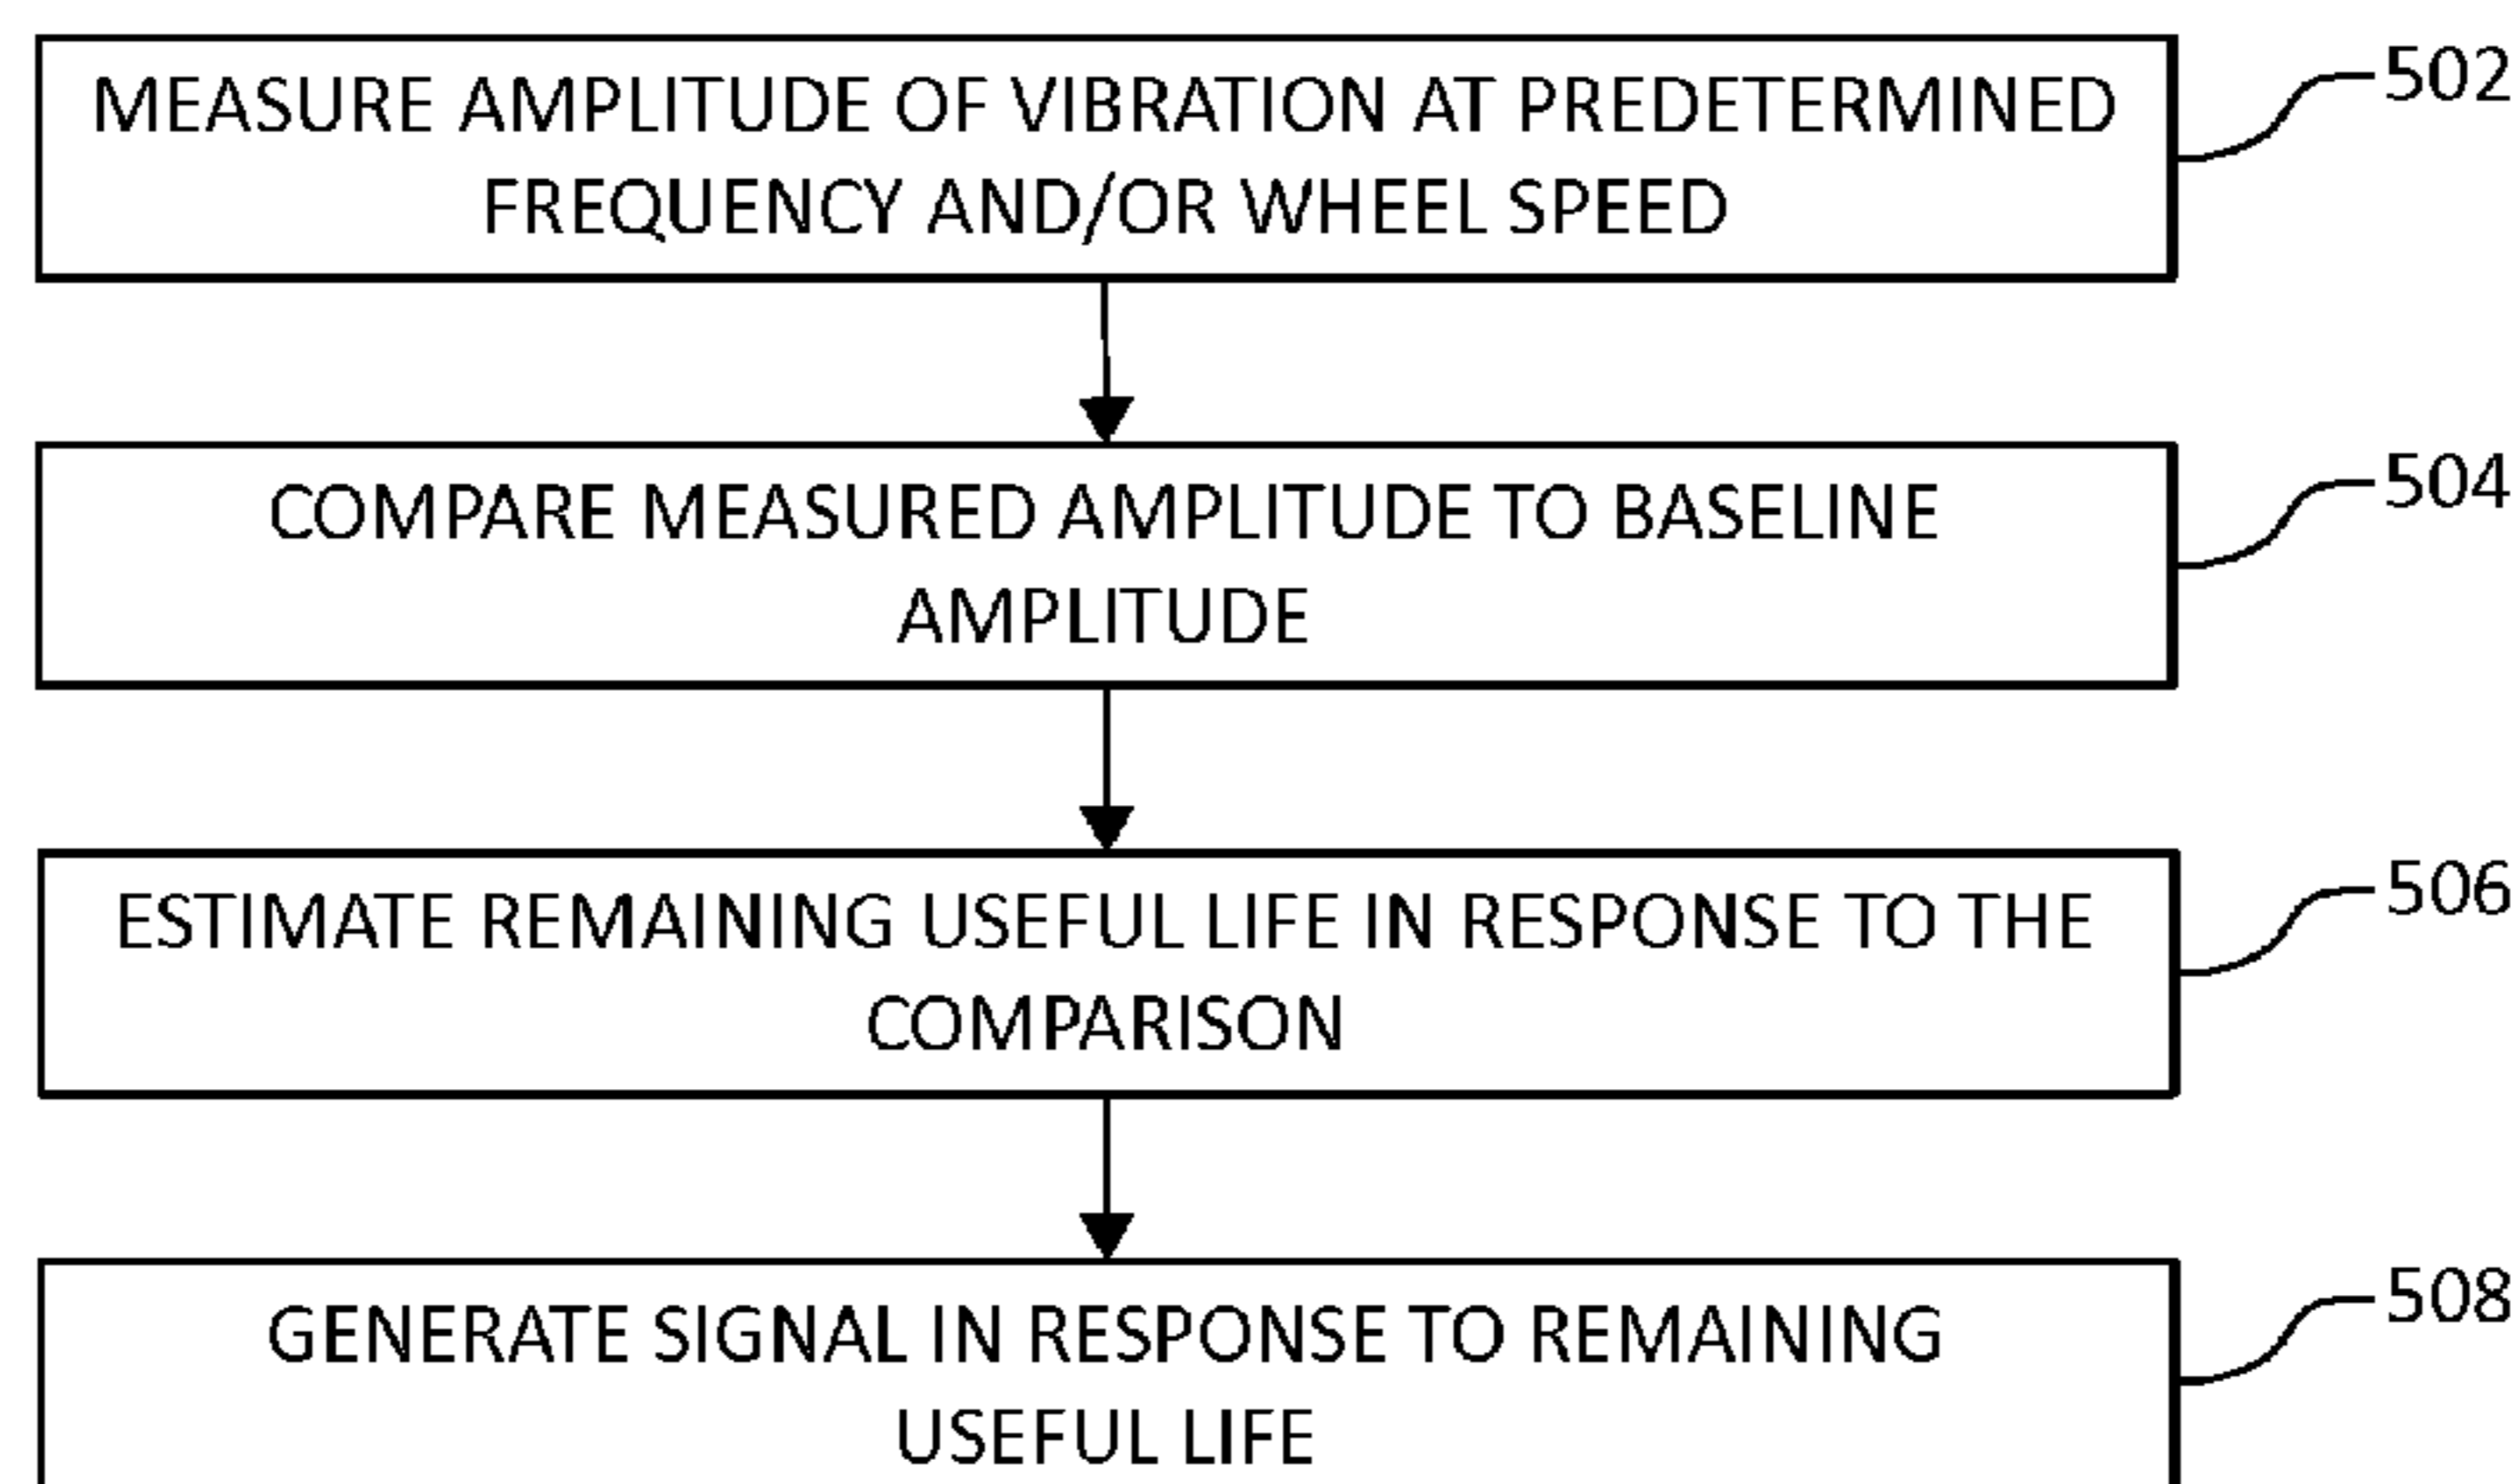 MEASURE AMPLITUDE OF VIBRATION AT PREDETERMINED
FREQUENCY AND/OR WHEEL SPEED
502
COMPARE MEASURED AMPLITUDE TO BASELINE
AMPLITUDE
504
ESTIMATE REMAINING USEFUL LIFE IN RESPONSE TO THE
COMPARISON
506
GENERATE SIGNAL IN RESPONSE TO REMAINING
USEFUL LIFE
508